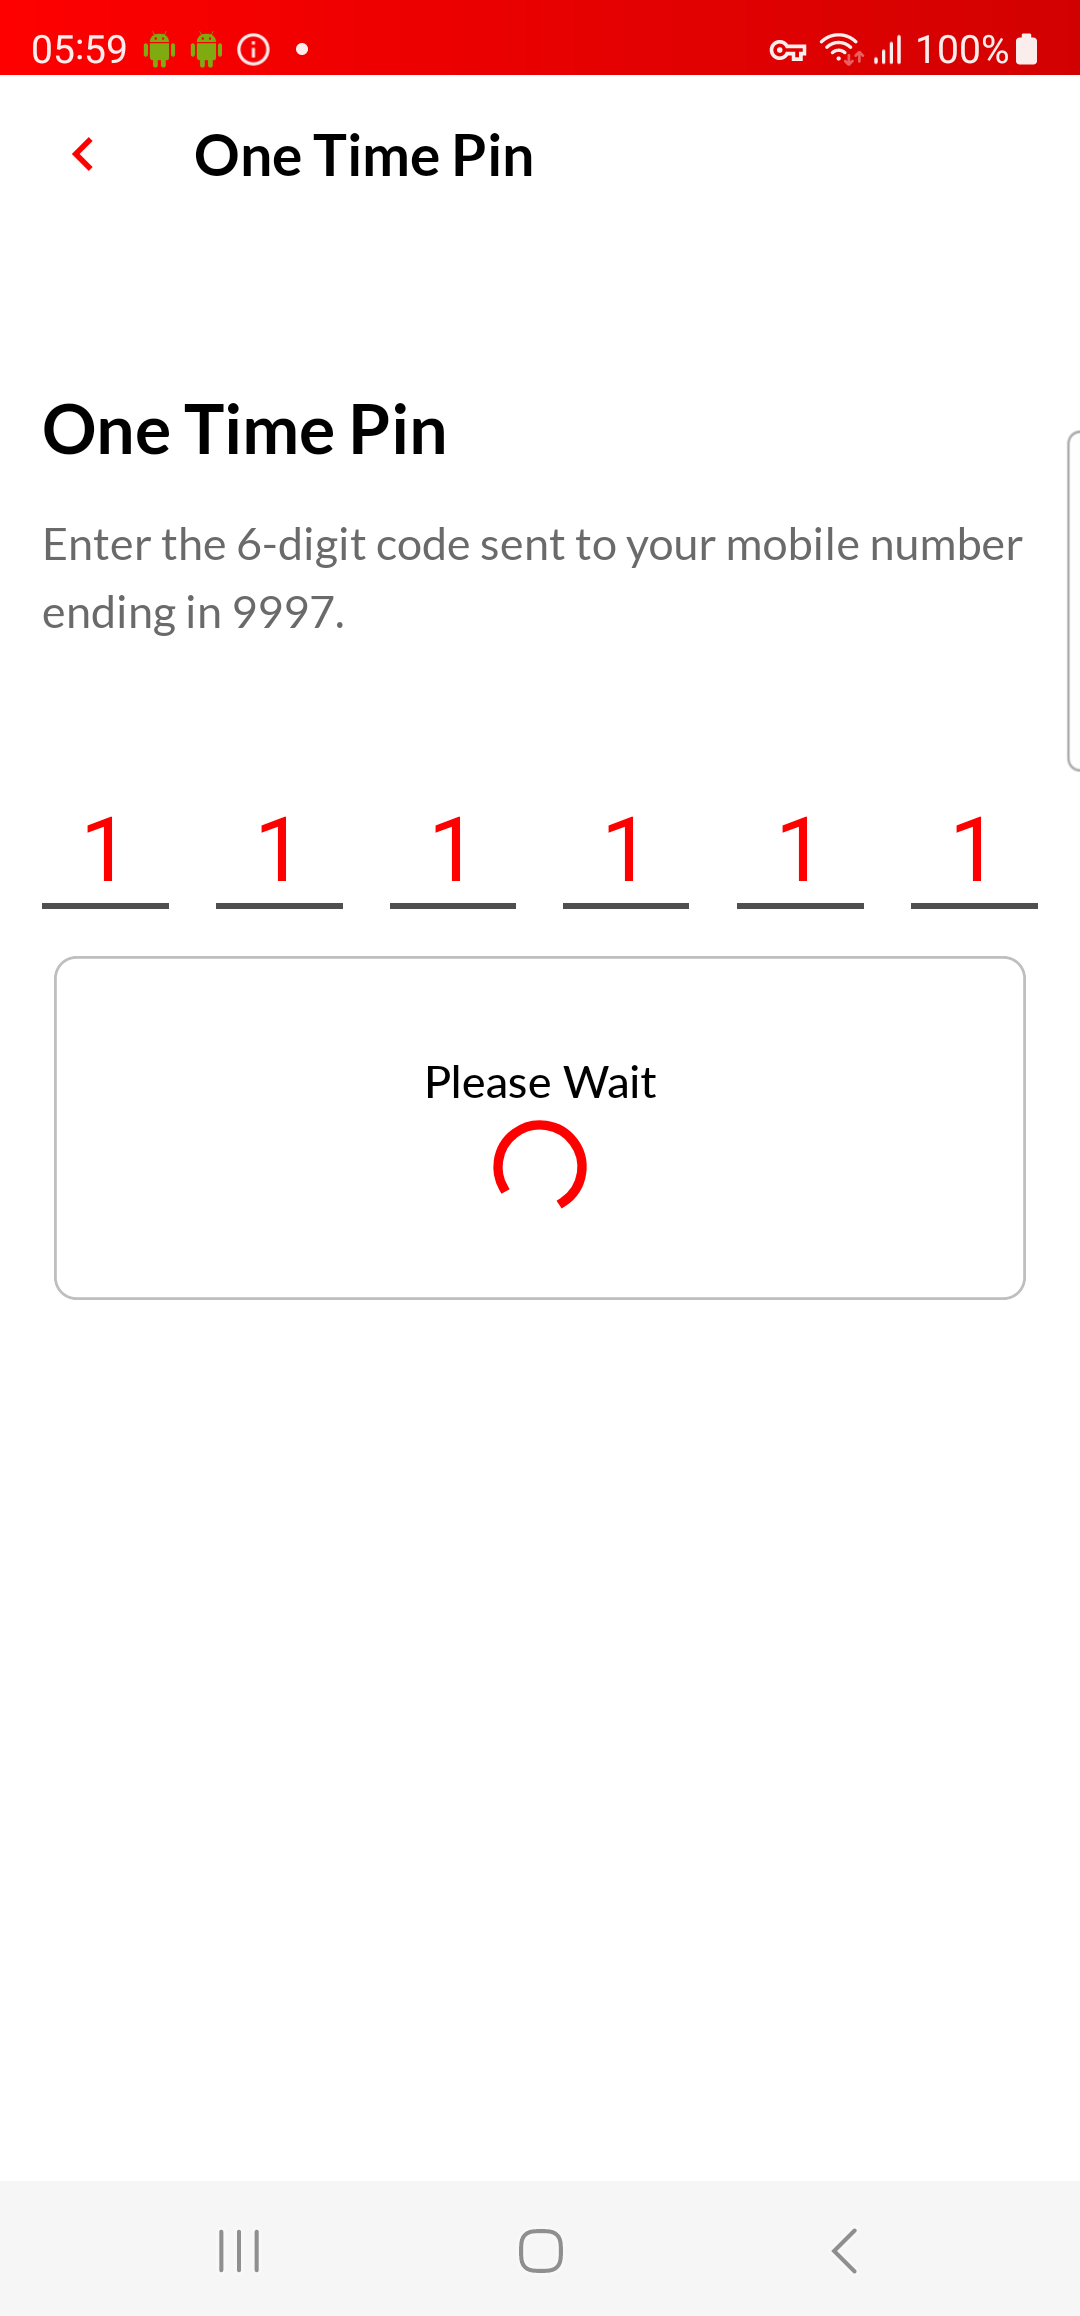 05:59
100%
One Time Pin
One Time Pin
Enter the 6-digit code sent to your mobile number
ending in 9997.
1 1 1 1 1 1
Please Wait